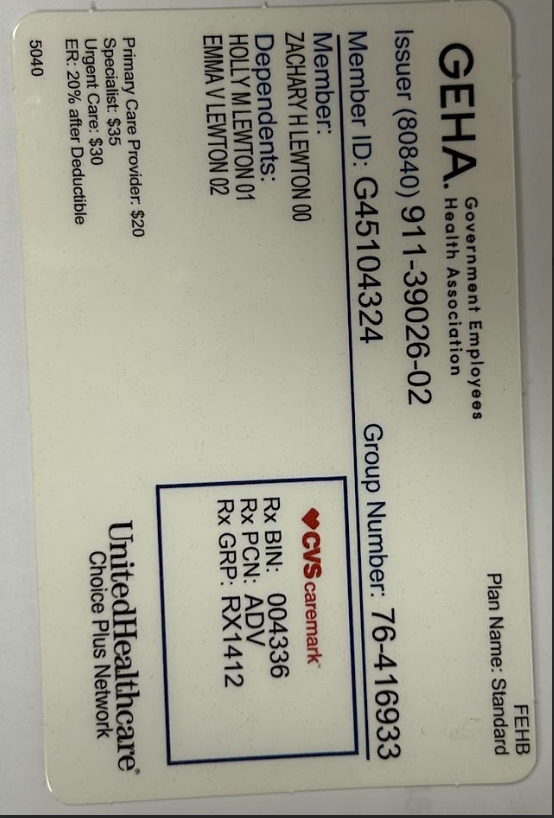 GEHA.
Government Employees
Health Association
FEHB
Plan Name: Standard
Issuer (80840) 911-39026-02
Member ID: G45104324
Group Number: 76-416933
Member:
ZACHARY H LEWTON 00
Dependents:
HOLLY M LEWTON 01
EMMA V LEWTON 02
CVS caremark
Rx BIN: 004336
Rx PCN: ADV
Rx GRP: RX1412
Primary Care Provider: $20
Specialist: $35
Urgent Care: $30
ER: 20% after Deductible
UnitedHealthcare®
Choice Plus Network
5040